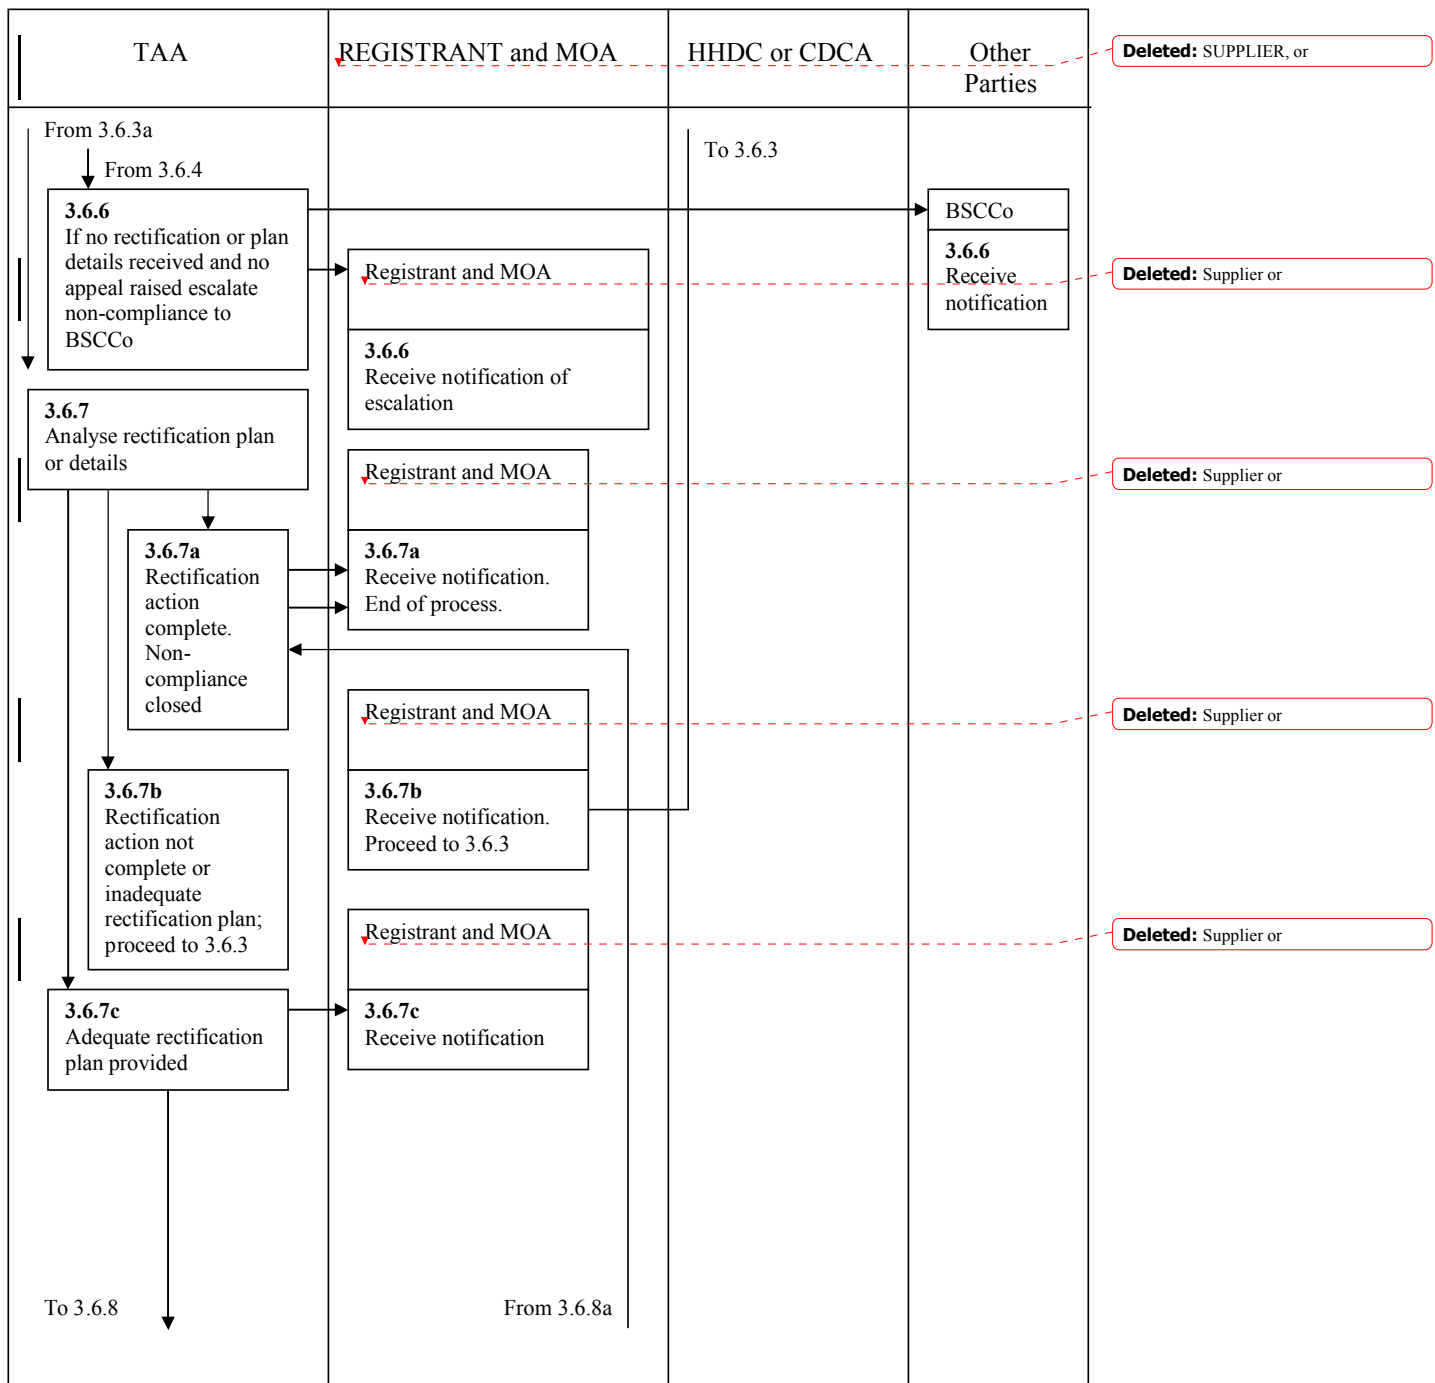 TAA
REGISTRANT and MOA
HHDC or CDCA
Other
Parties
Deleted: SUPPLIER, or
From 3.6.3a
From 3.6.4
To 3.6.3
3.6.6
If no rectification or plan
details received and no
appeal raised escalate
non-compliance to
BSCCo
Registrant and MOA
3.6.6
Receive notification of
escalation
BSCCo
3.6.6
Receive
notification
Deleted: Supplier or
3.6.7
Analyse rectification plan
or details
Registrant and MOA
Deleted: Supplier or
3.6.7a
Rectification
action
complete.
Non-
compliance
closed
3.6.7a
Receive notification.
End of process.
Registrant and MOA
Deleted: Supplier or
3.6.7b
Rectification
action not
complete or
inadequate
rectification plan;
proceed to 3.6.3
3.6.7b
Receive notification.
Proceed to 3.6.3
Registrant and MOA
Deleted: Supplier or
3.6.7c
Adequate rectification
plan provided
3.6.7c
Receive notification
To 3.6.8
From 3.6.8a